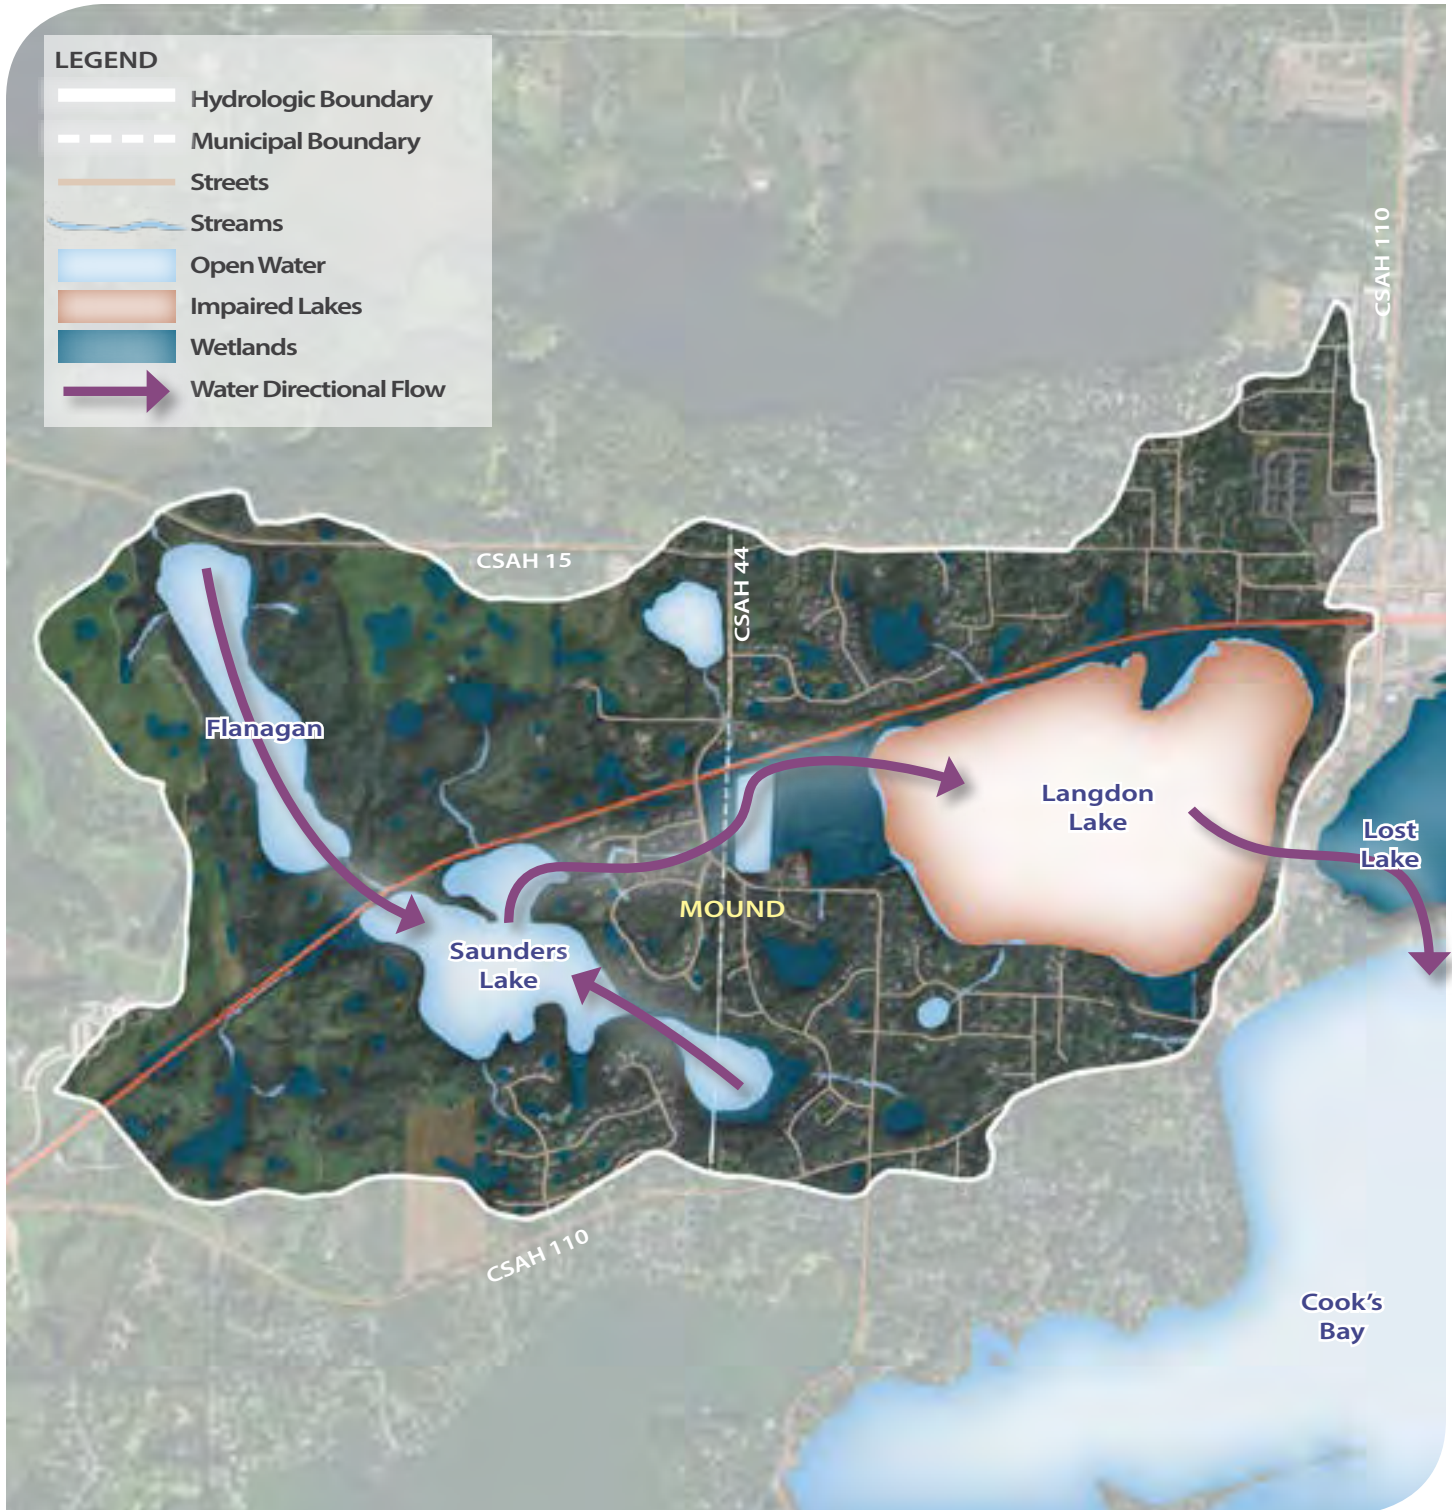 LEGEND
Hydrologic Boundary
Municipal Boundary
Streets
Streams
Open Water
Impaired Lakes
Wetlands
Water Directional Flow
CSAH 110
CSAH 15
CSAH 44
Flanagan
Langdon
Lake
Lost
Lake
MOUND
Saunders
Lake
CSAH 110
Cook's
Bay